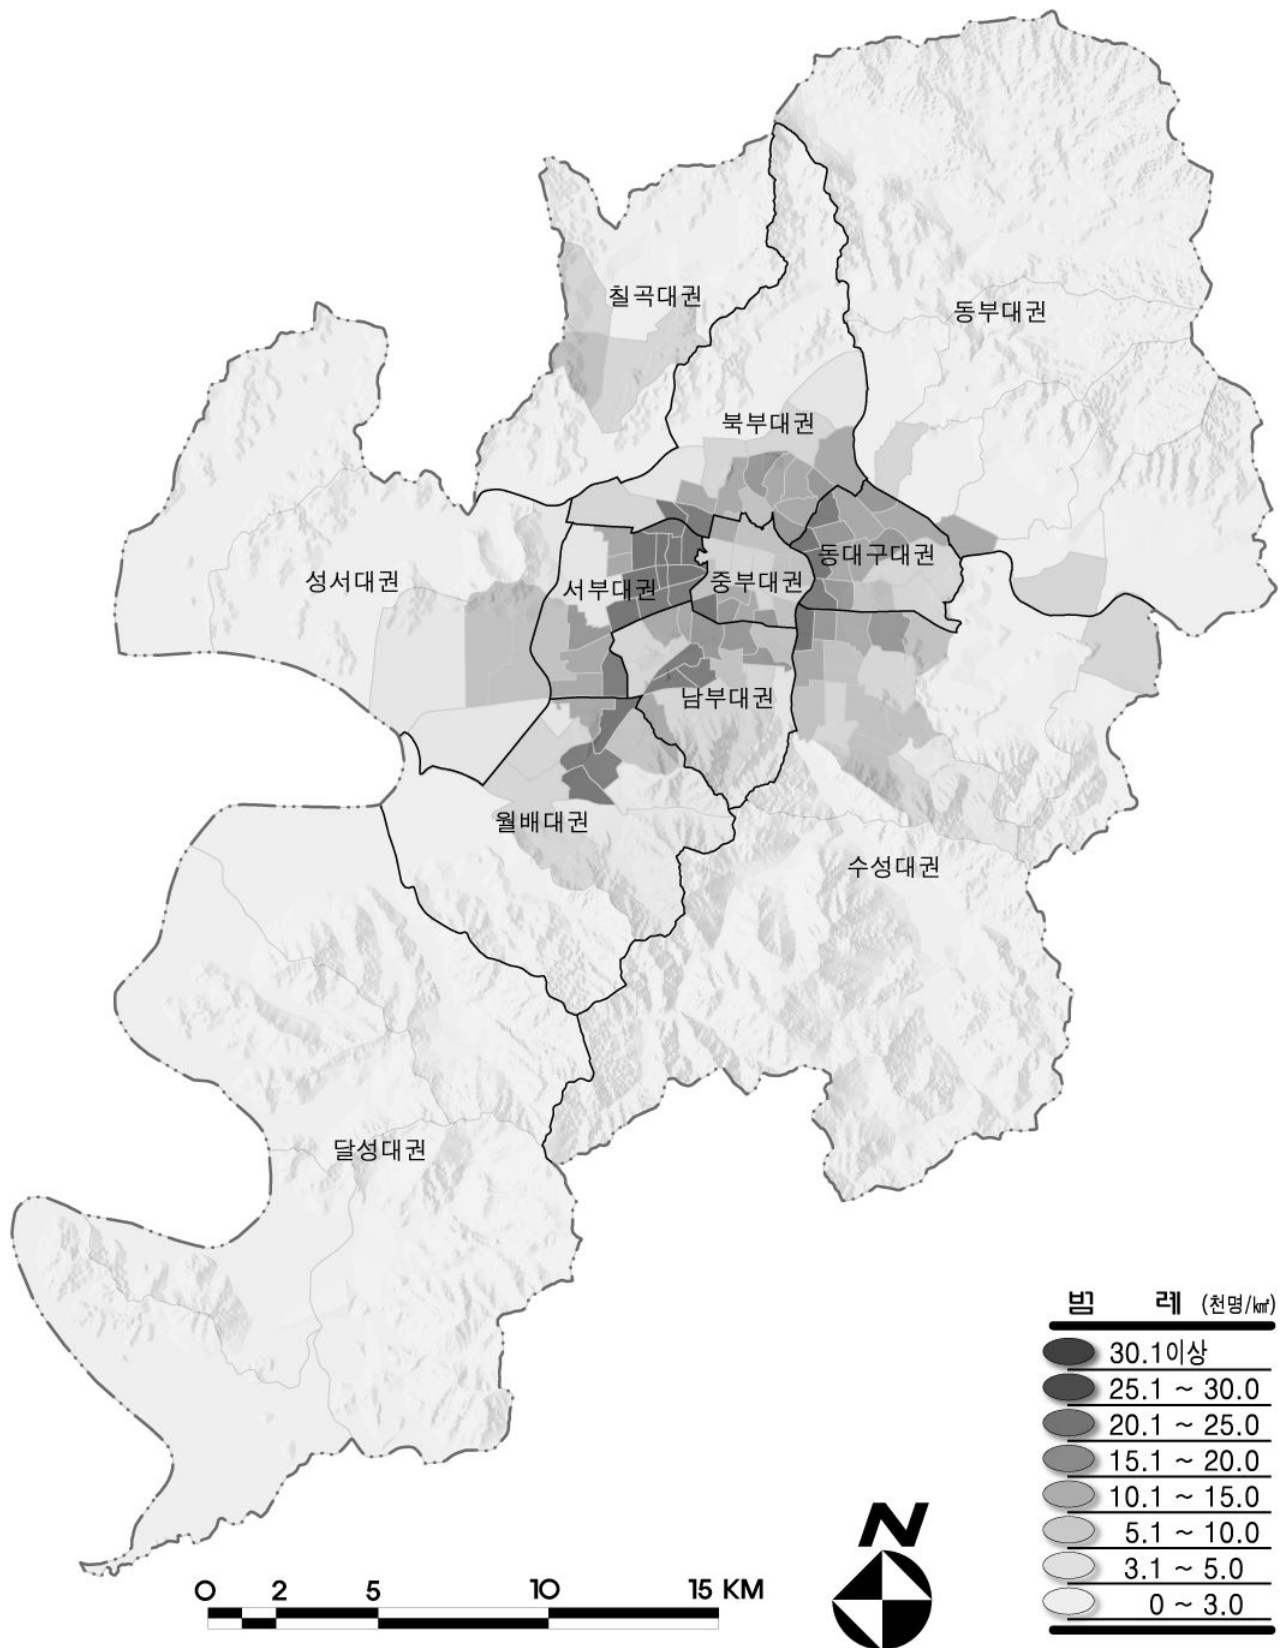 칠곡대권
동부대권
북부대권
성서대권
서부대권
중부대권
동대구대권
남부대권
월배대권
수성대권
달성대권
범 례 (천명/㎢)
30.1이상
25.1 ~ 30.0
20.1 ~ 25.0
15.1 ~ 20.0
10.1 ~ 15.0
5.1 ~ 10.0
3.1 ~ 5.0
0 ~ 3.0
N
0 2 5 10 15 KM